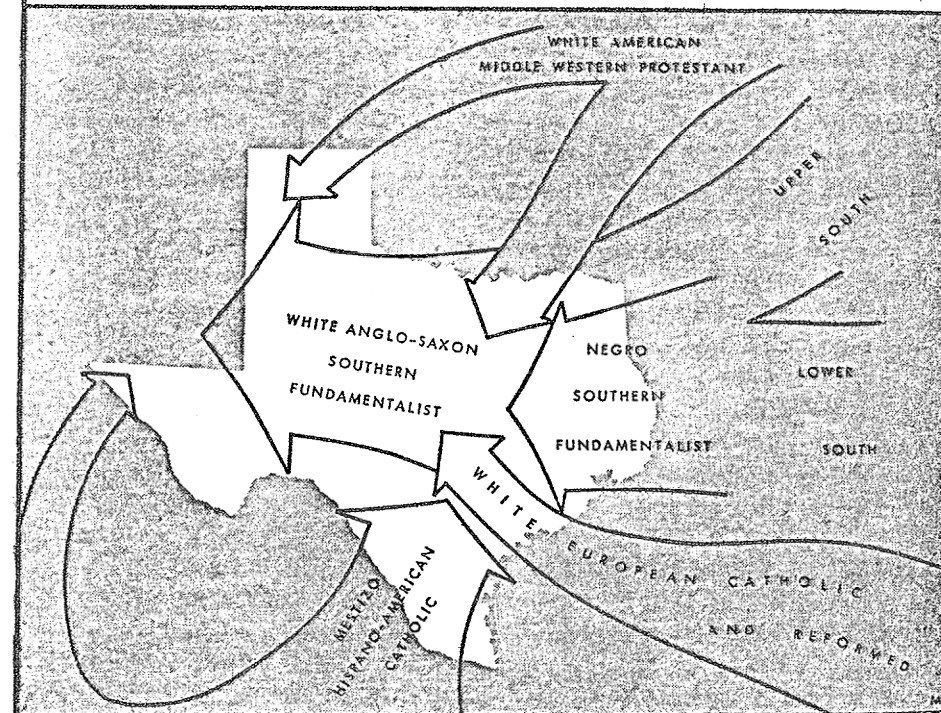 WHITE AMERICAN
MIDDLE WESTERN PROTESTANT
UPPER
SOUTH
WHITE ANGLO-SAXON
SOUTHERN
FUNDAMENTALIST
NEGRO
SOUTHERN
FUNDAMENTALIST
LOWER
SOUTH
WHITE
EUROPEAN CATHOLIC
AND REFORMED
MESTIZO
HISPANO-AMERICAN
CATHOLIC